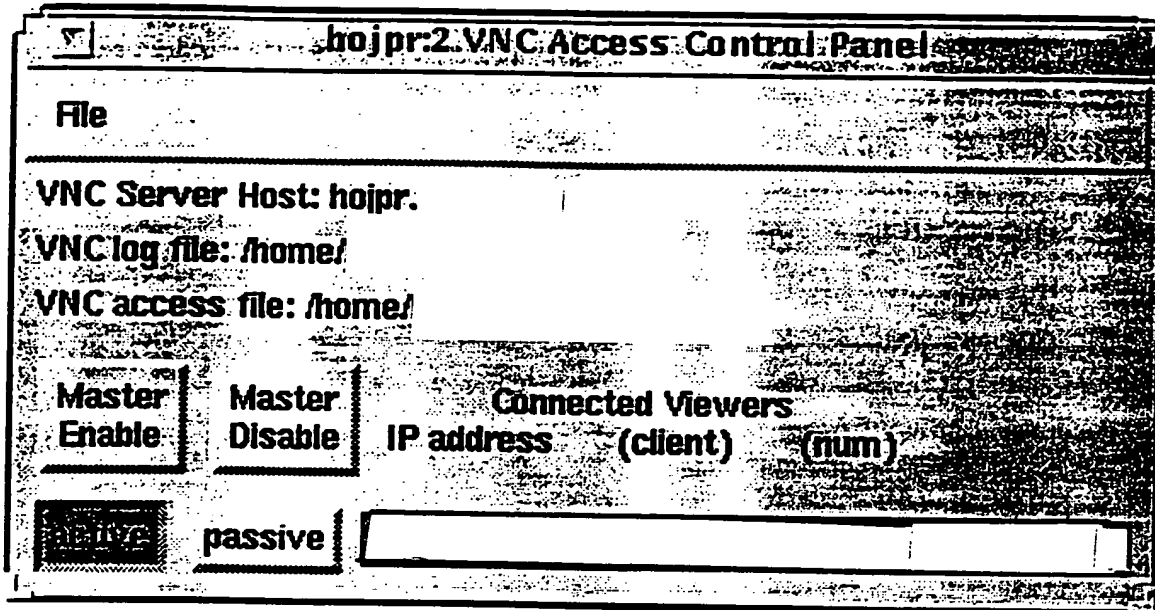 hojpr:2 VNC Access Control Panel
File
VNC Server Host: hojpr.
VNC log file: /home/
VNC access file: /home/
Master Enable
Master Disable
Connected Viewers
IP address (client) (num)
active passive